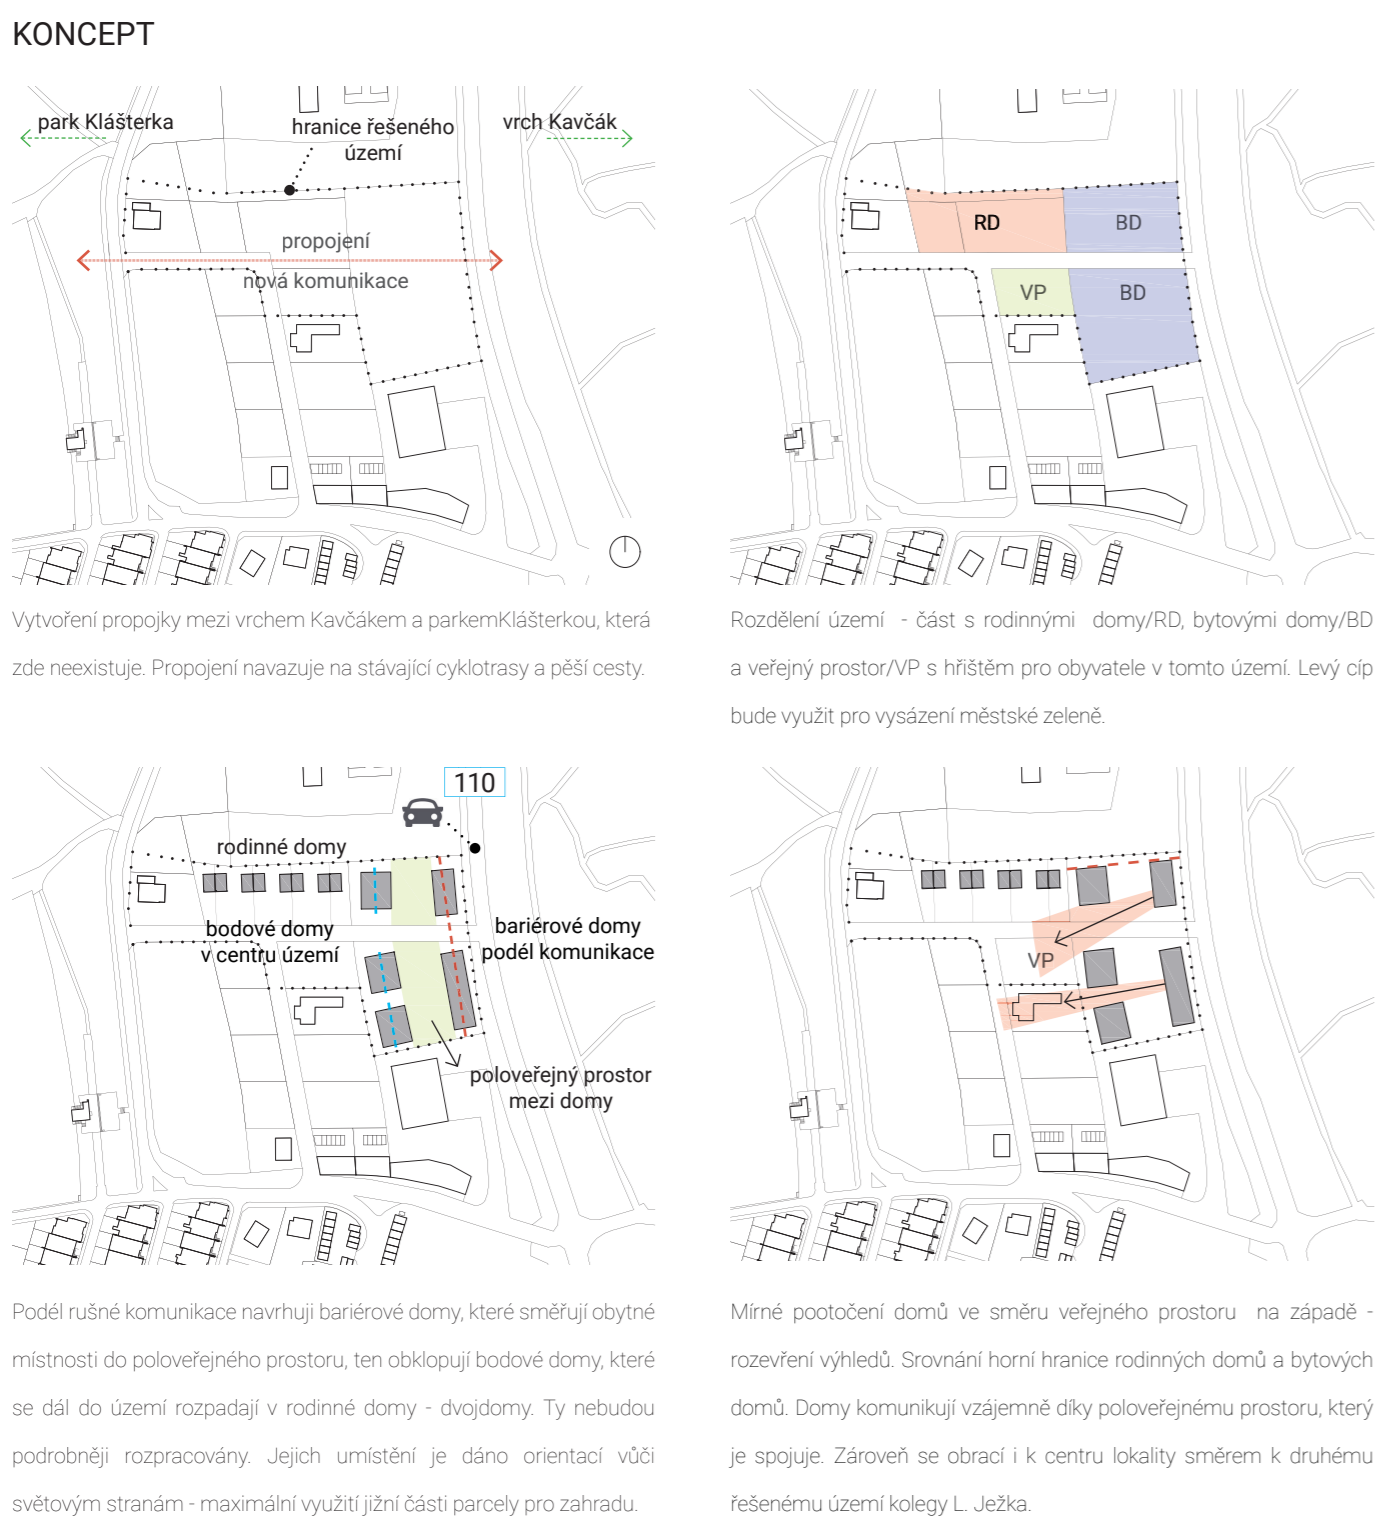 KONCEPT
park Klášterka
hranice řešeného
území
vrch Kavčák
propojení
nová komunikace
RD
BD
VP
BD
Vytvoření propojky mezi vrchem Kavčákem a parkemKlášterkou, která
zde neexistuje. Propojení navazuje na stávající cyklotrasy a pěší cesty.
Rozdělení území - část s rodinnými domy/RD, bytovými domy/BD
a veřejný prostor/VP s hřištěm pro obyvatele v tomto území. Levý cíp
bude využit pro vysázení městské zeleně.
110
rodinné domy
bodové domy
v centru území
bariérové domy
podél komunikace
poloveřejný prostor
mezi domy
VP
Podél rušné komunikace navrhuji bariérové domy, které směřují obytné
místnosti do poloveřejného prostoru, ten obklopují bodové domy, které
se dál do území rozpadají v rodinné domy - dvojdomy. Ty nebudou
podrobněji rozpracovány. Jejich umístění je dáno orientací vůči
světovým stranám - maximální využití jižní části parcely pro zahradu.
Mírné pootočení domů ve směru veřejného prostoru na západě -
rozevření výhledů. Srovnání horní hranice rodinných domů a bytových
domů. Domy komunikují vzájemně díky poloveřejnému prostoru, který
je spojuje. Zároveň se obrací i k centru lokality směrem k druhému
řešenému území kolegy L. Ježka.